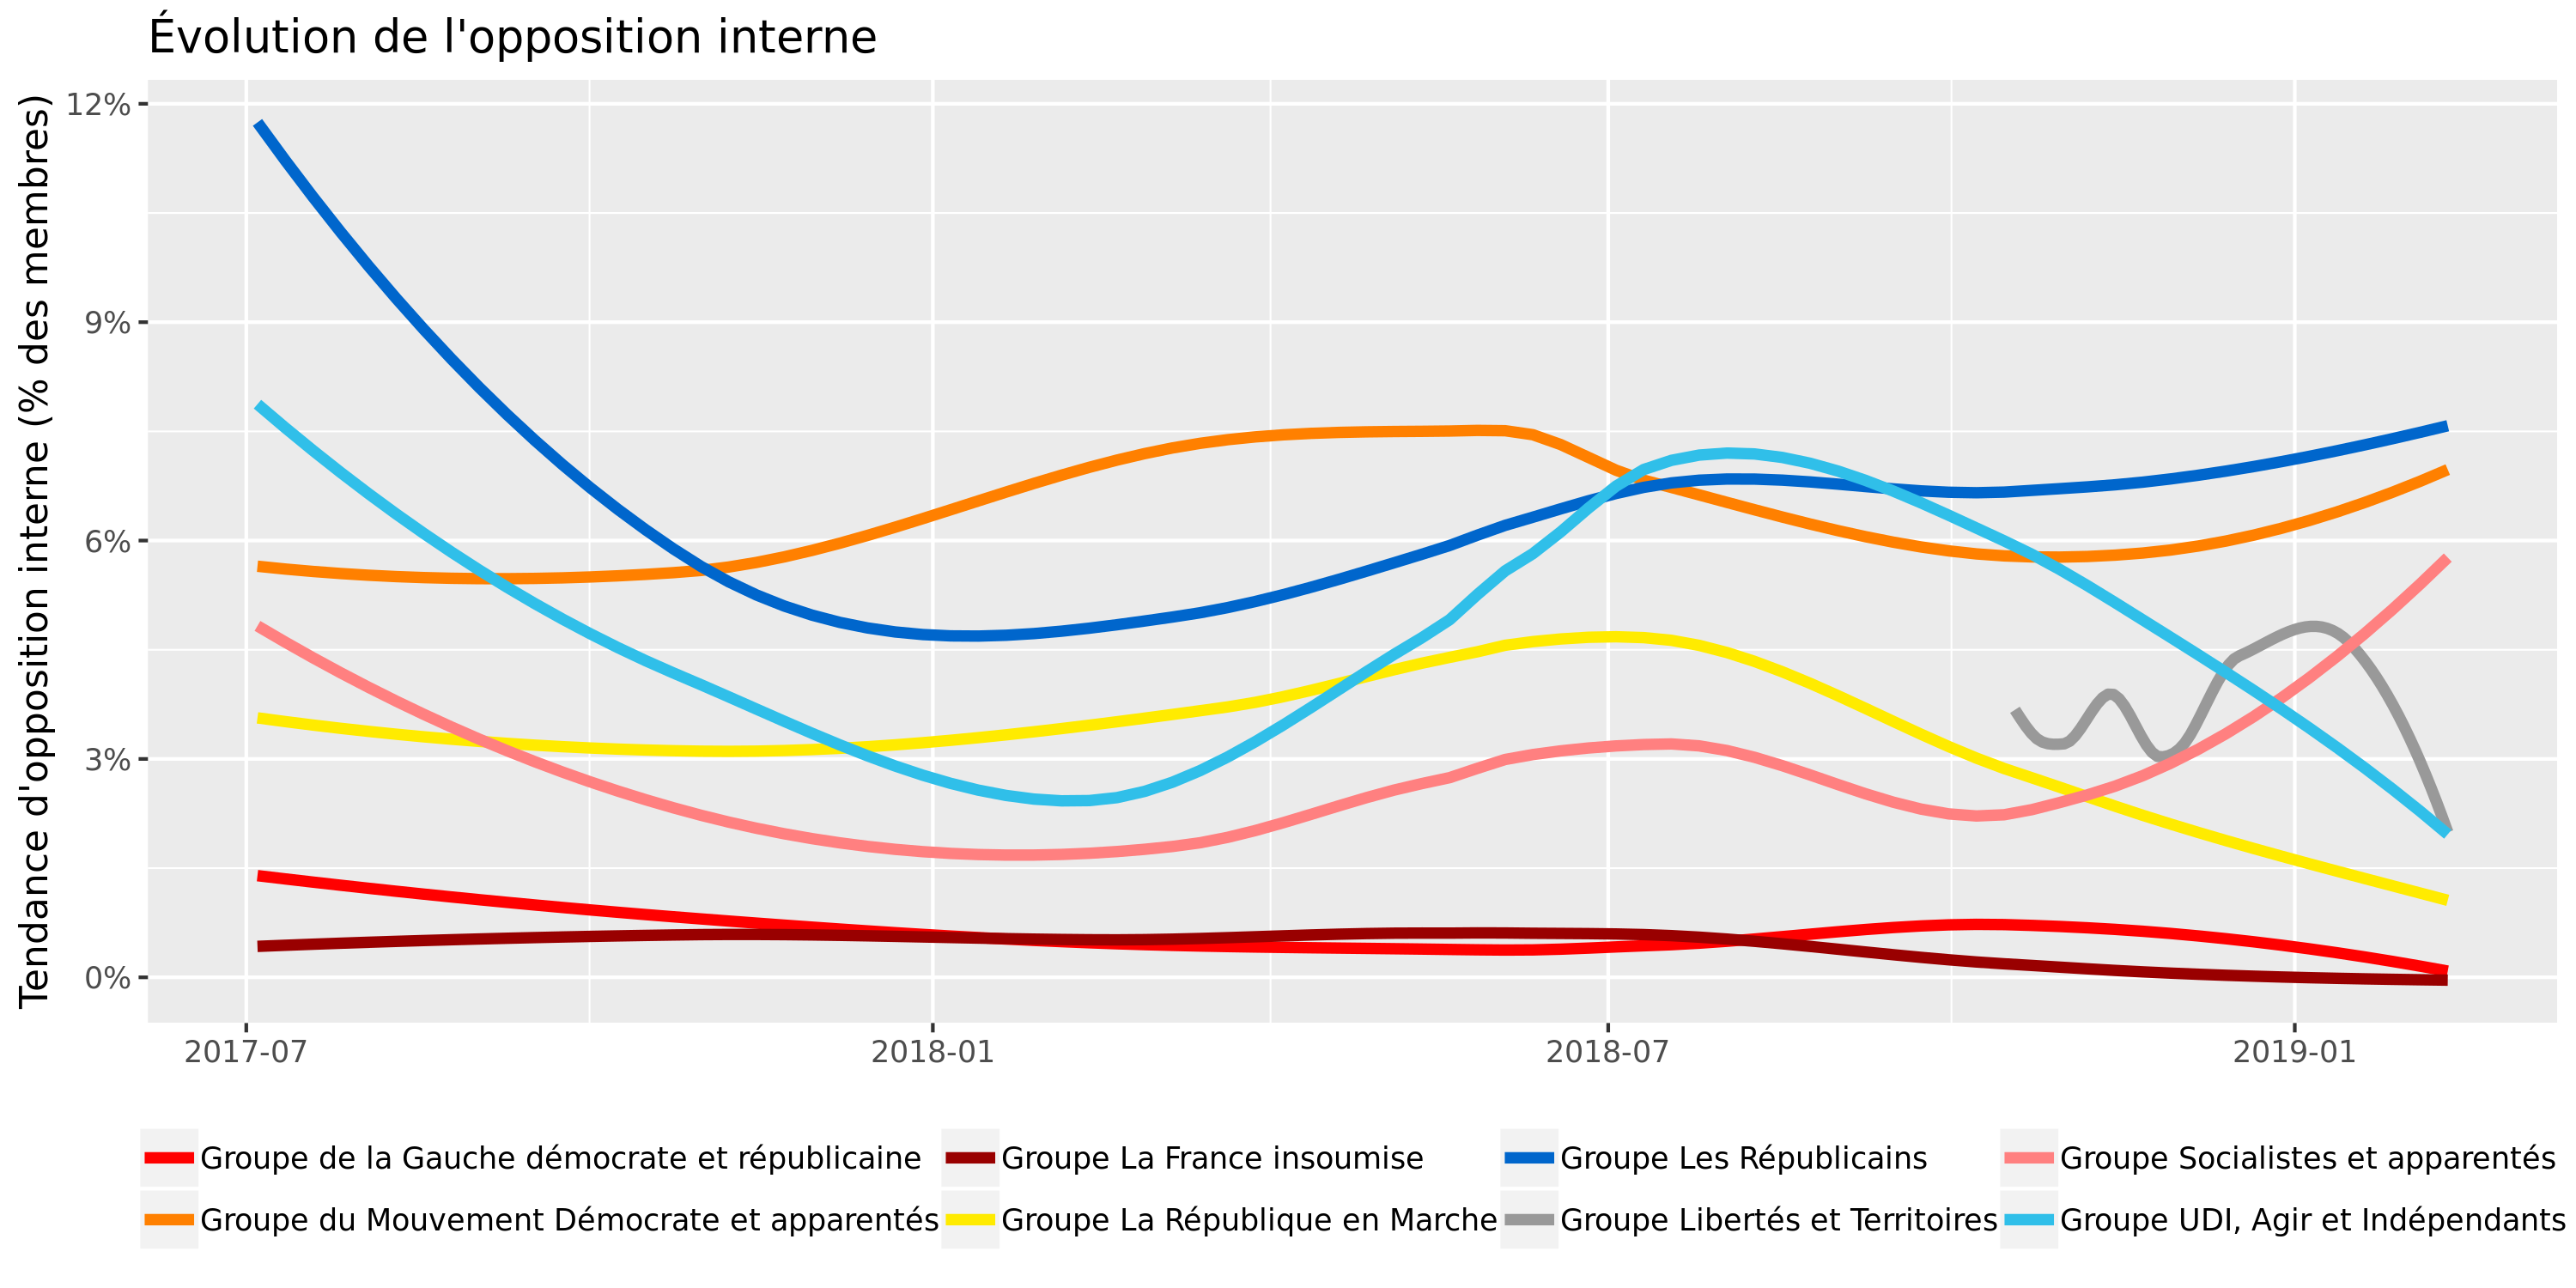 Évolution de l'opposition interne
Tendance d'opposition interne (% des membres)
12%
9%
6%
3%
0%
2017-07
2018-01
2018-07
2019-01
Groupe de la Gauche démocrate et républicaine
Groupe La France insoumise
Groupe Les Républicains
Groupe Socialistes et apparentés
Groupe du Mouvement Démocrate et apparentés
Groupe La République en Marche
Groupe Libertés et Territoires
Groupe UDI, Agir et Indépendants